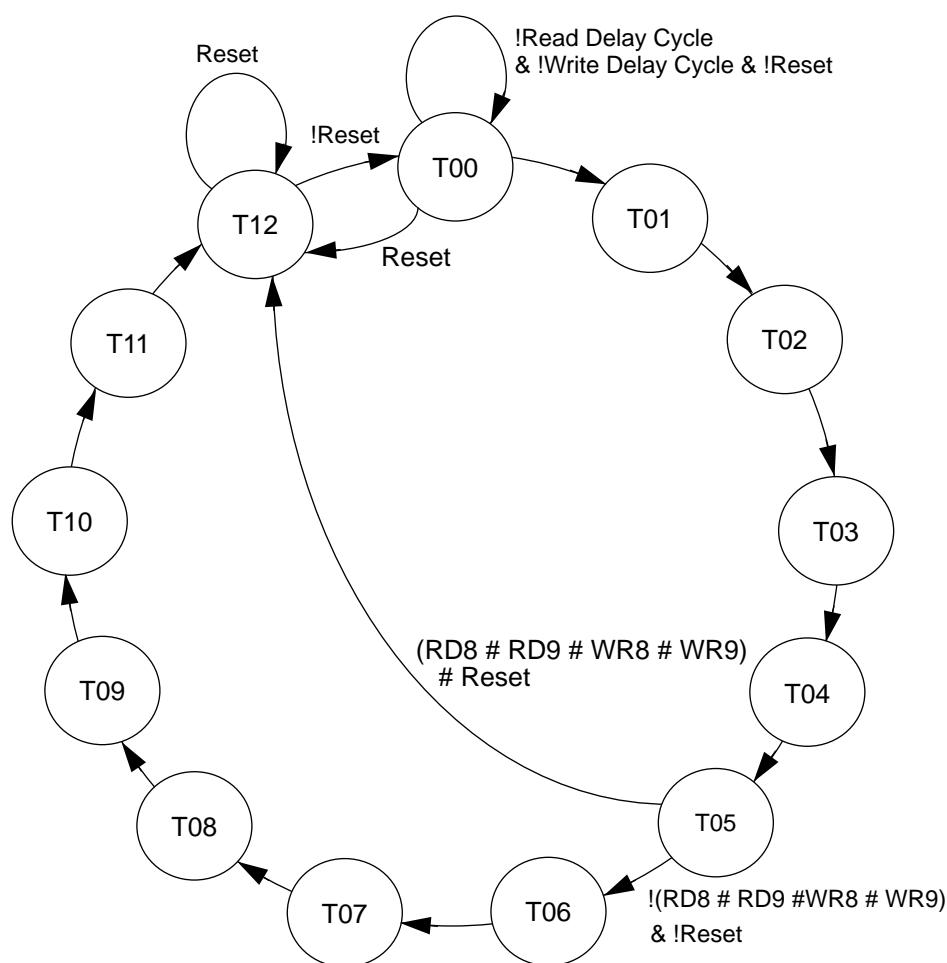 !Read Delay Cycle
& !Write Delay Cycle & !Reset
Reset
!Reset
T00
T01
T12
Reset
T02
T11
T10
T03
(RD8 # RD9 # WR8 # WR9)
# Reset
T04
T09
T05
T08
!(RD8 # RD9 #WR8 # WR9)
& !Reset
T06
T07